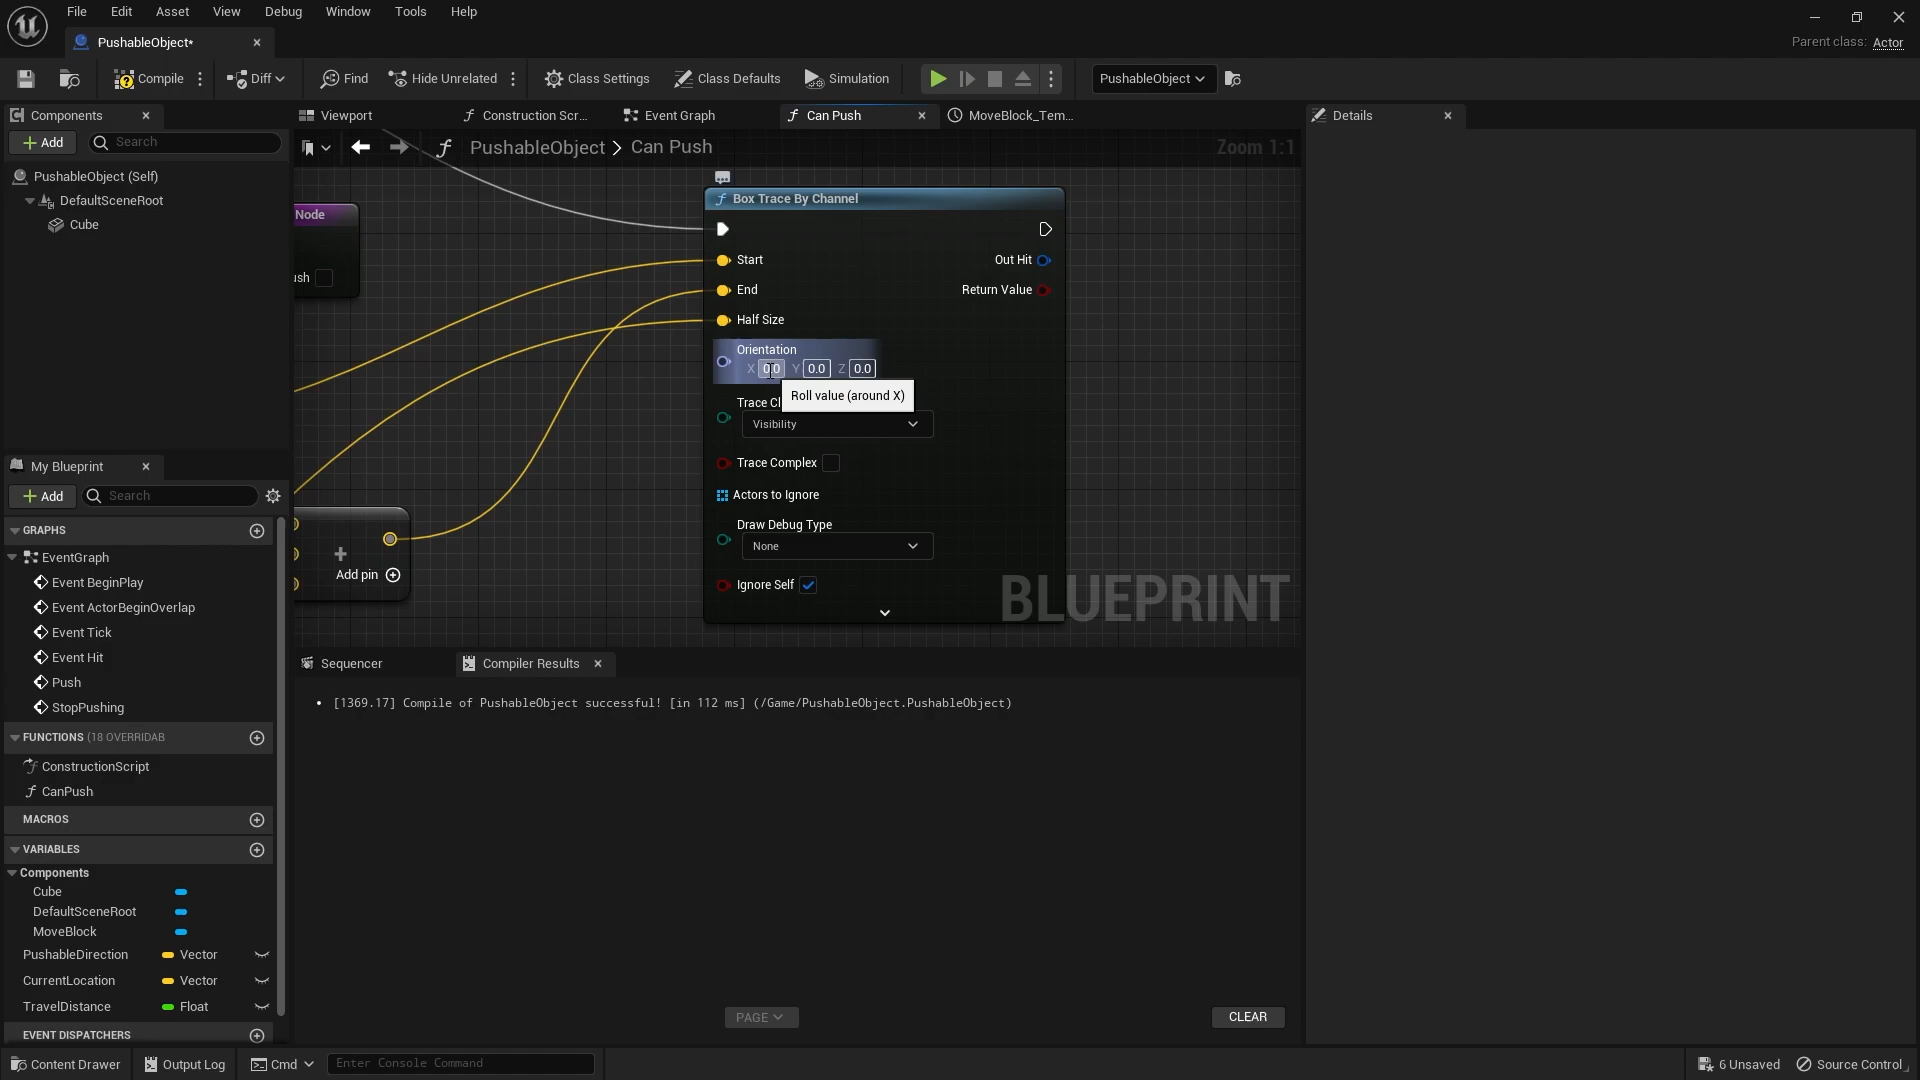 File Edit Asset View Debug Window Tools Help
PushableObject*
Parent class: Actor
Compile Diff Find Hide Unrelated Class Settings Class Defaults Simulation PushableObject
Components
Add Search
PushableObject (Self)
DefaultSceneRoot
Cube
Viewport Construction Scr... Event Graph Can Push MoveBlock_Tem...
PushableObject > Can Push
Zoom 1:1
Node
ush
Add pin
Box Trace By Channel
Start Out Hit
End Return Value
Half Size
Orientation
X 0.0 Y 0.0 Z 0.0
Roll value (around X)
Trace C
Visibility
Trace Complex
Actors to Ignore
Draw Debug Type
None
Ignore Self
BLUEPRINT
Details
My Blueprint
Add Search
GRAPHS
EventGraph
Event BeginPlay
Event ActorBeginOverlap
Event Tick
Event Hit
Push
StopPushing
FUNCTIONS (18 OVERRIDAB
ConstructionScript
CanPush
MACROS
VARIABLES
Components
Cube
DefaultSceneRoot
MoveBlock
PushableDirection Vector
CurrentLocation Vector
TravelDistance Float
EVENT DISPATCHERS
Sequencer Compiler Results
[1369.17] Compile of PushableObject successful! [in 112 ms] (/Game/PushableObject.PushableObject)
PAGE CLEAR
Content Drawer Output Log Cmd Enter Console Command 6 Unsaved Source Control